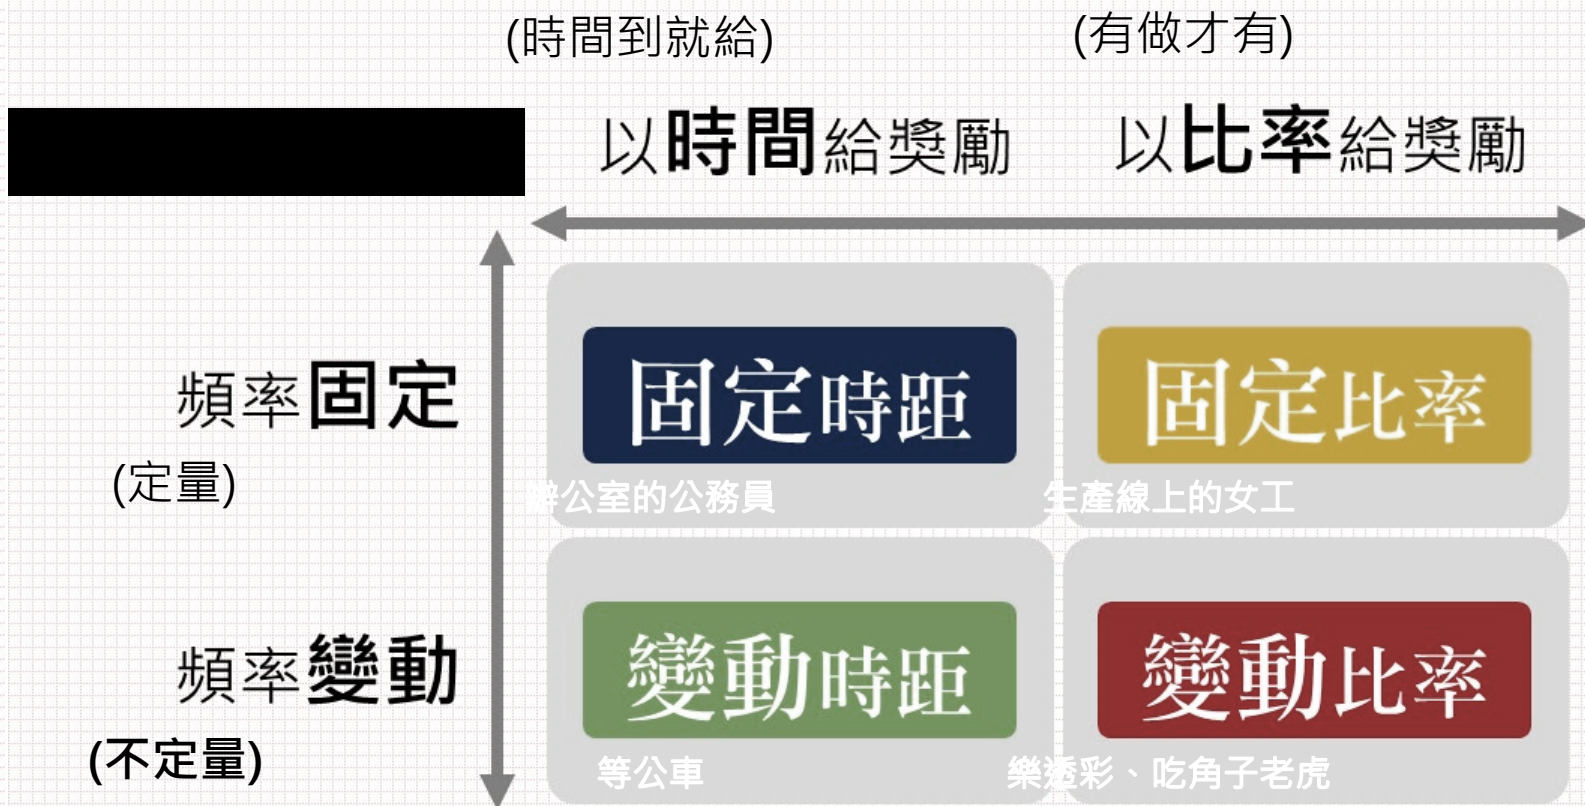 (時間到就給) (有做才有)
以時間給獎勵 以比率給獎勵
頻率固定 固定時距 固定比率
(定量) 辦公室的公務員 生產線上的女工
頻率變動 變動時距 變動比率
(不定量) 等公車 樂透彩、吃角子老虎